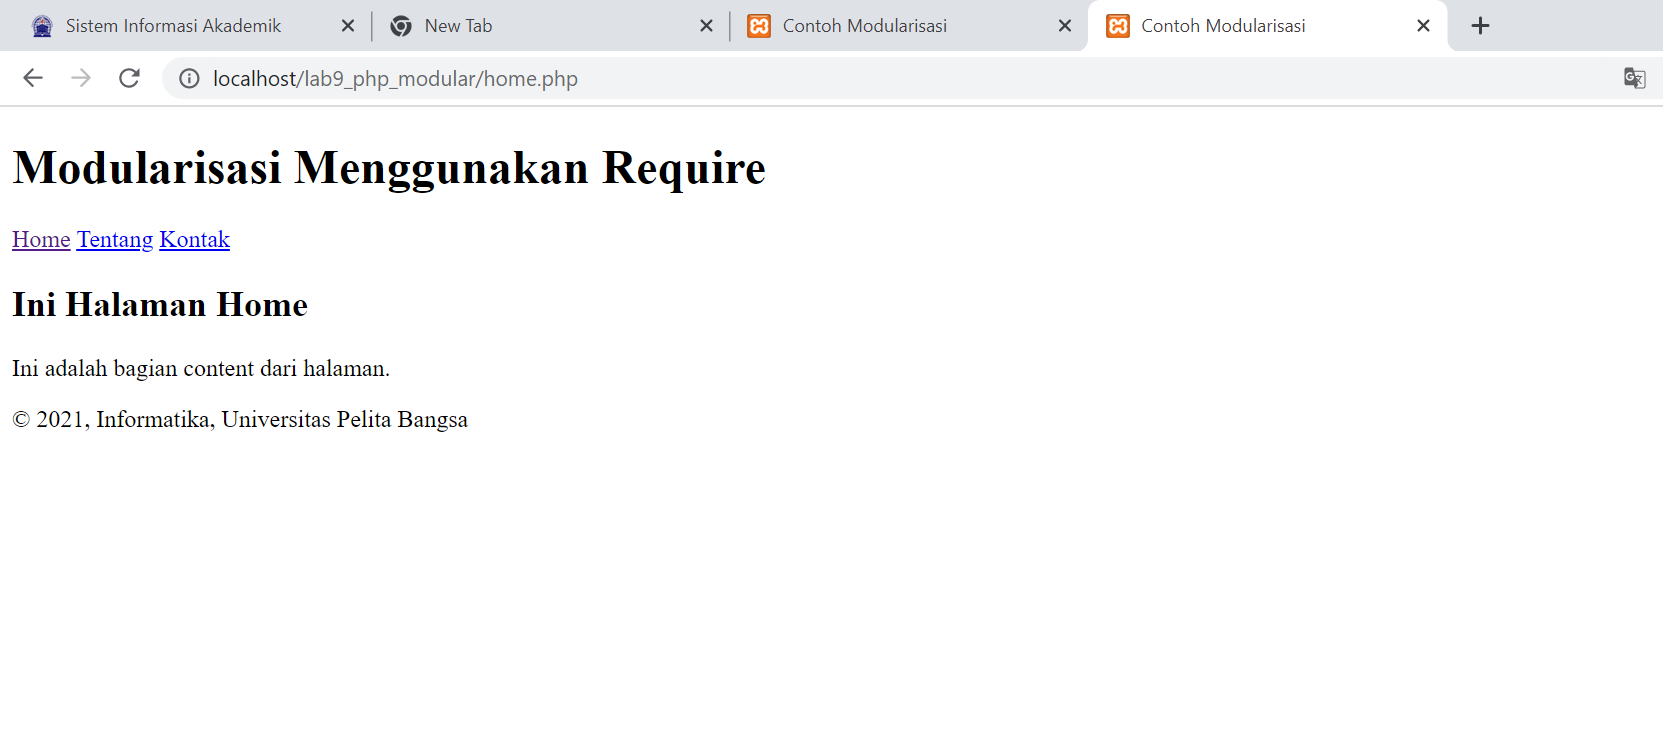 Sistem Informasi Akademik New Tab Contoh Modularisasi Contoh Modularisasi
localhost/lab9_php_modular/home.php
Modularisasi Menggunakan Require
Home Tentang Kontak
Ini Halaman Home
Ini adalah bagian content dari halaman.
© 2021, Informatika, Universitas Pelita Bangsa